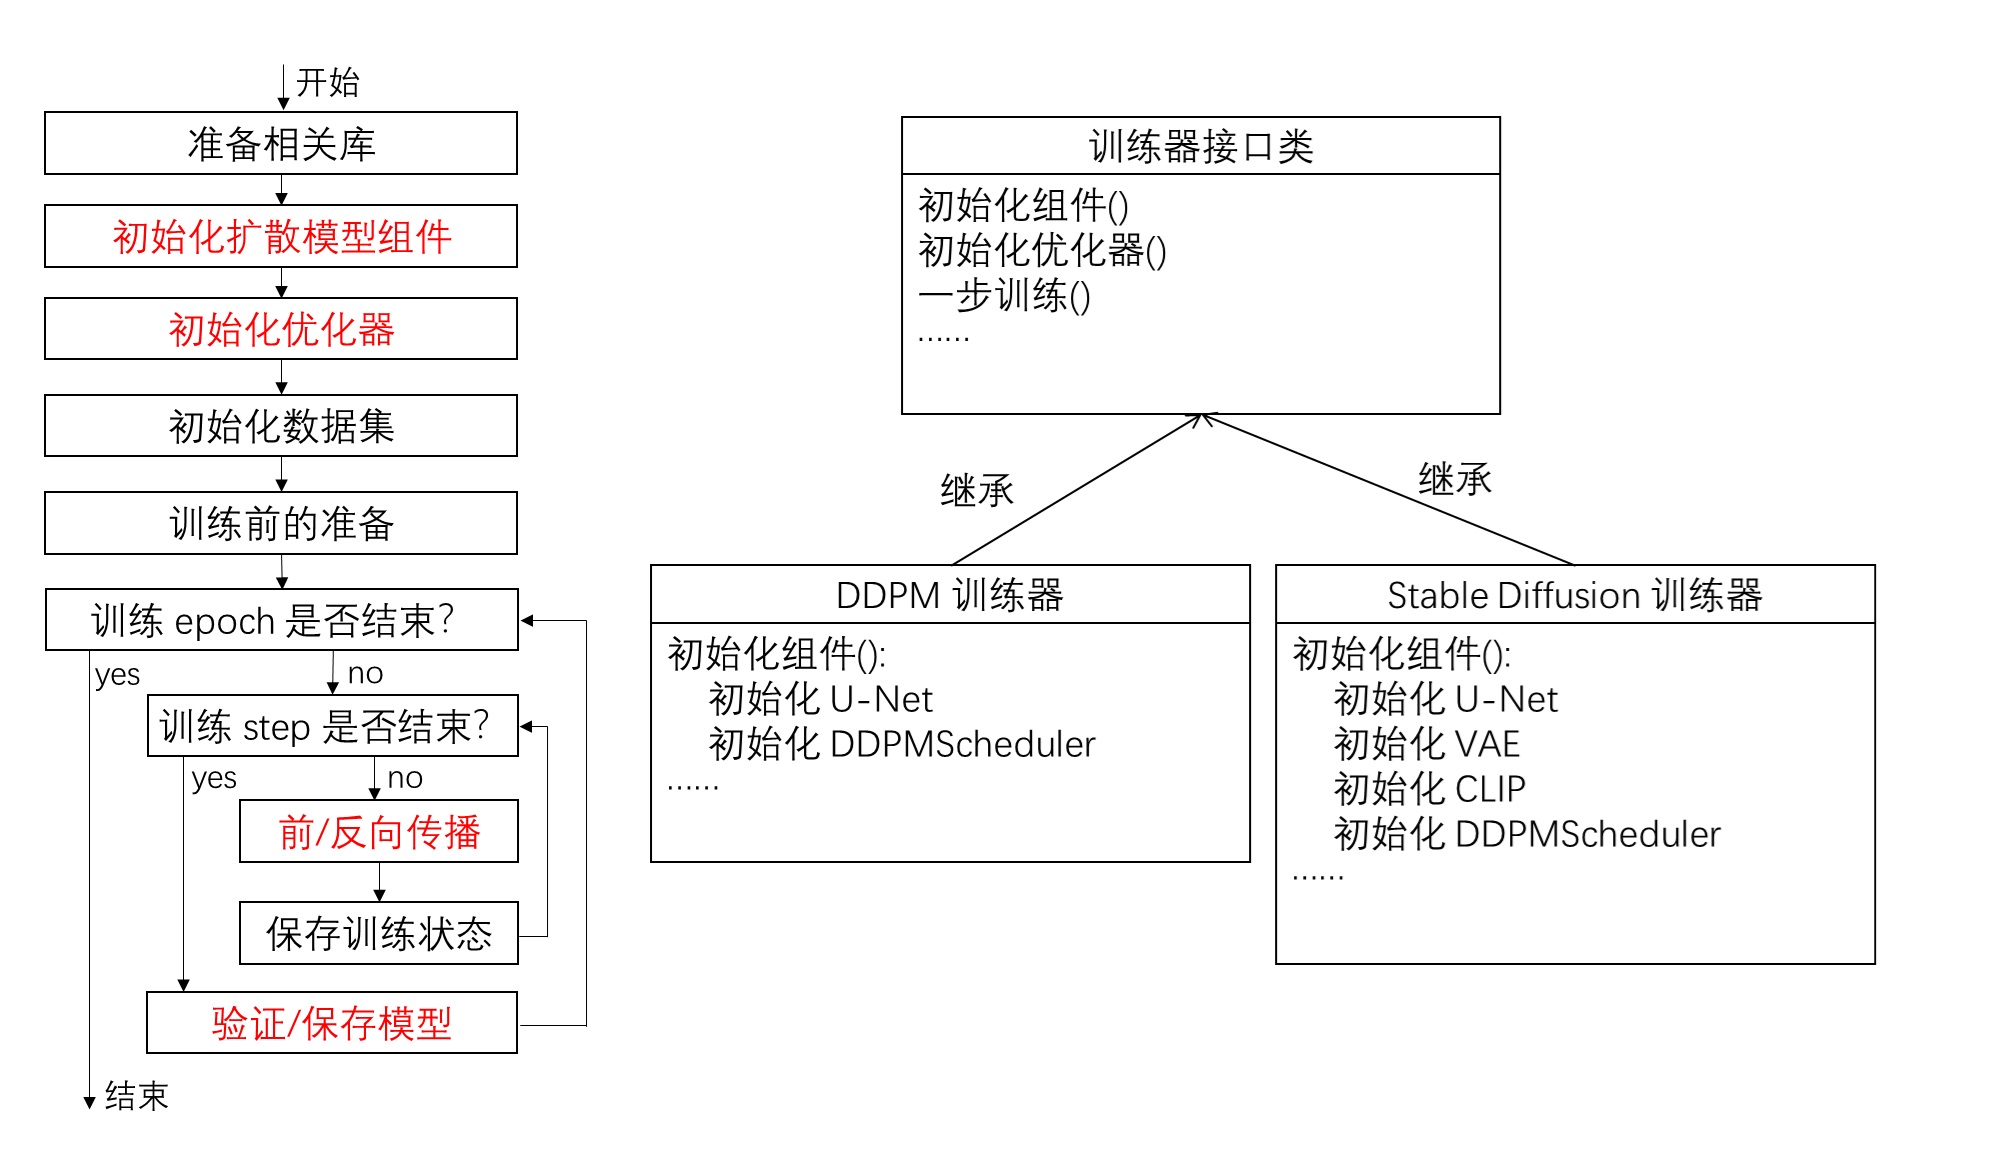 开始
准备相关库
初始化扩散模型组件
初始化优化器
初始化数据集
训练前的准备
训练 epoch 是否结束?
yes
no
训练 step 是否结束?
yes
no
前/反向传播
保存训练状态
验证/保存模型
结束
训练器接口类
初始化组件()
初始化优化器()
一步训练()
……
继承
继承
DDPM 训练器
初始化组件():
初始化 U-Net
初始化 DDPMScheduler
……
Stable Diffusion 训练器
初始化组件():
初始化 U-Net
初始化 VAE
初始化 CLIP
初始化 DDPMScheduler
……